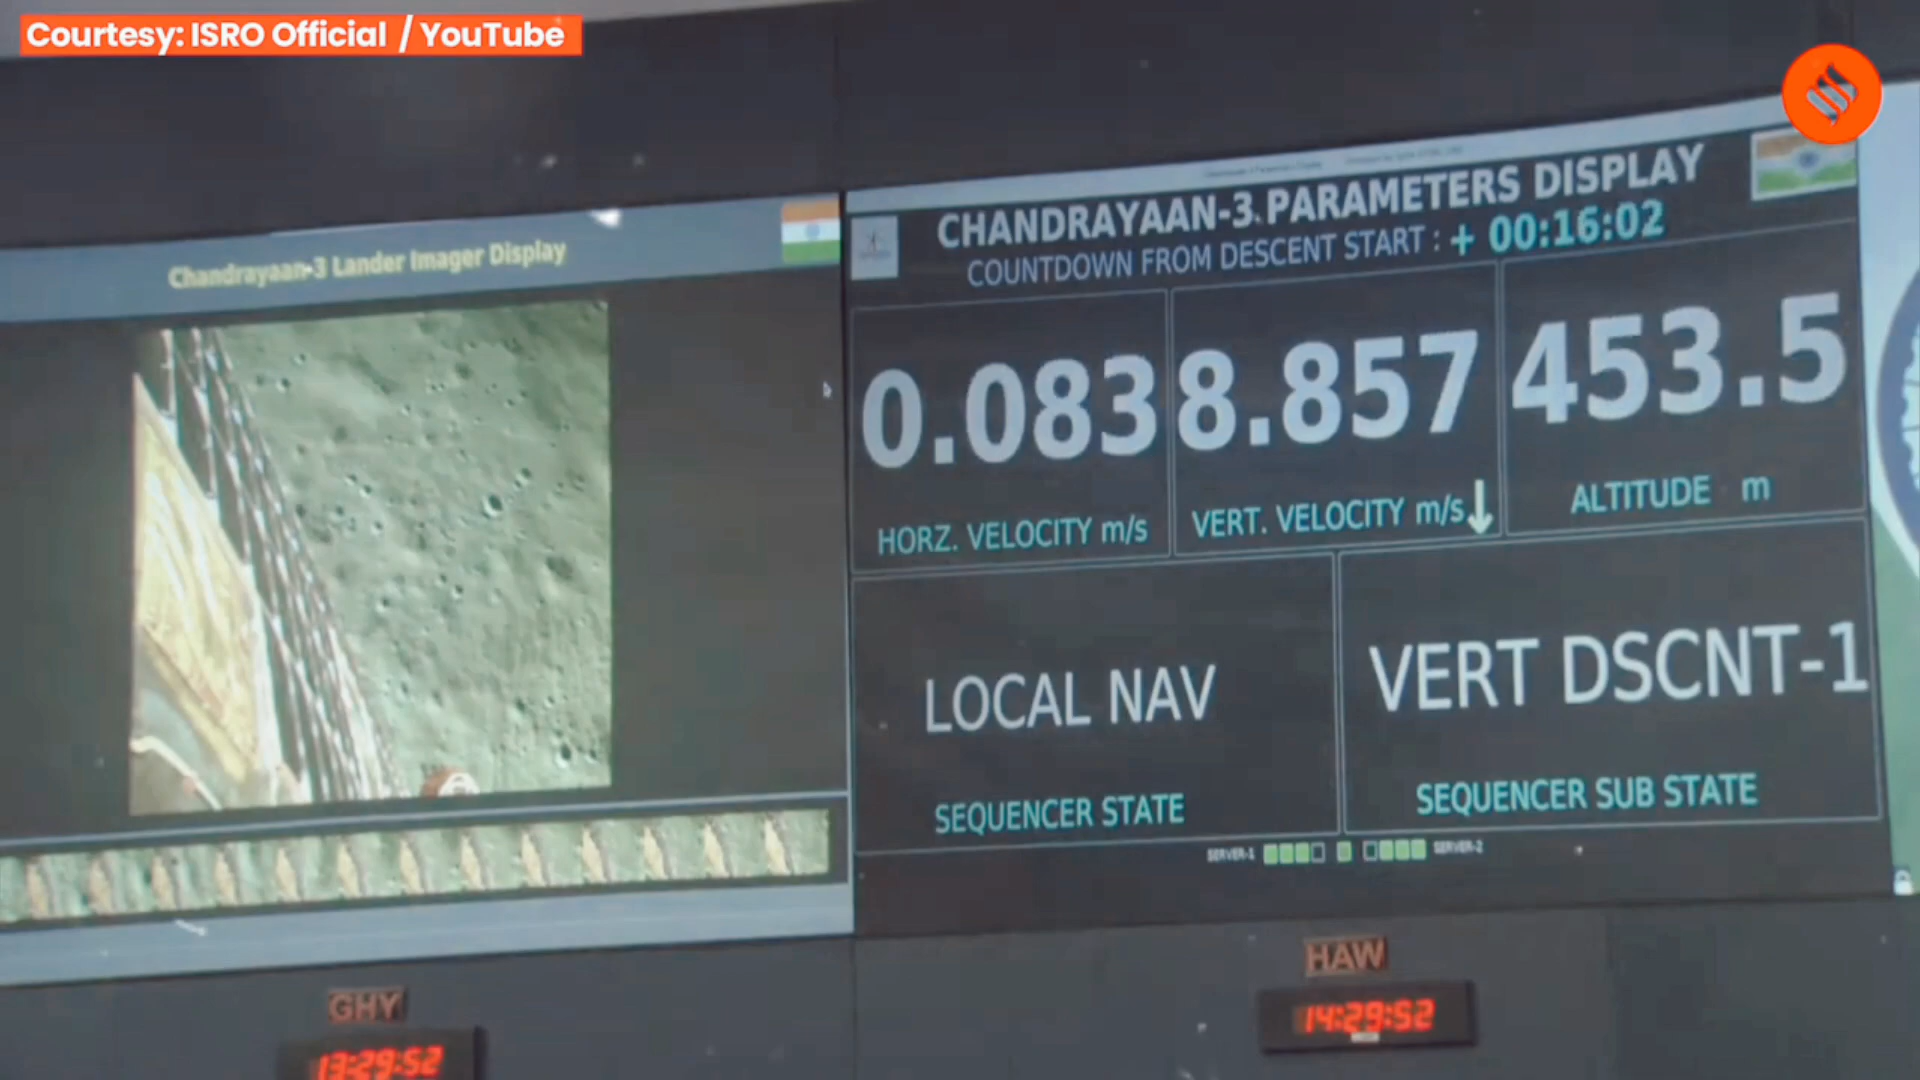 Courtesy: ISRO Official / YouTube
Chandrayaan-3 Lander Imager Display
CHANDRAYAAN-3 PARAMETERS DISPLAY
COUNTDOWN FROM DESCENT START : + 00:16:02
0.083
HORZ. VELOCITY m/s
8.857
VERT. VELOCITY m/s↓
453.5
ALTITUDE m
LOCAL NAV
SEQUENCER STATE
VERT DSCNT-1
SEQUENCER SUB STATE
SERVER-1 SERVER-2
GHY
13:29:52
HAW
14:29:52